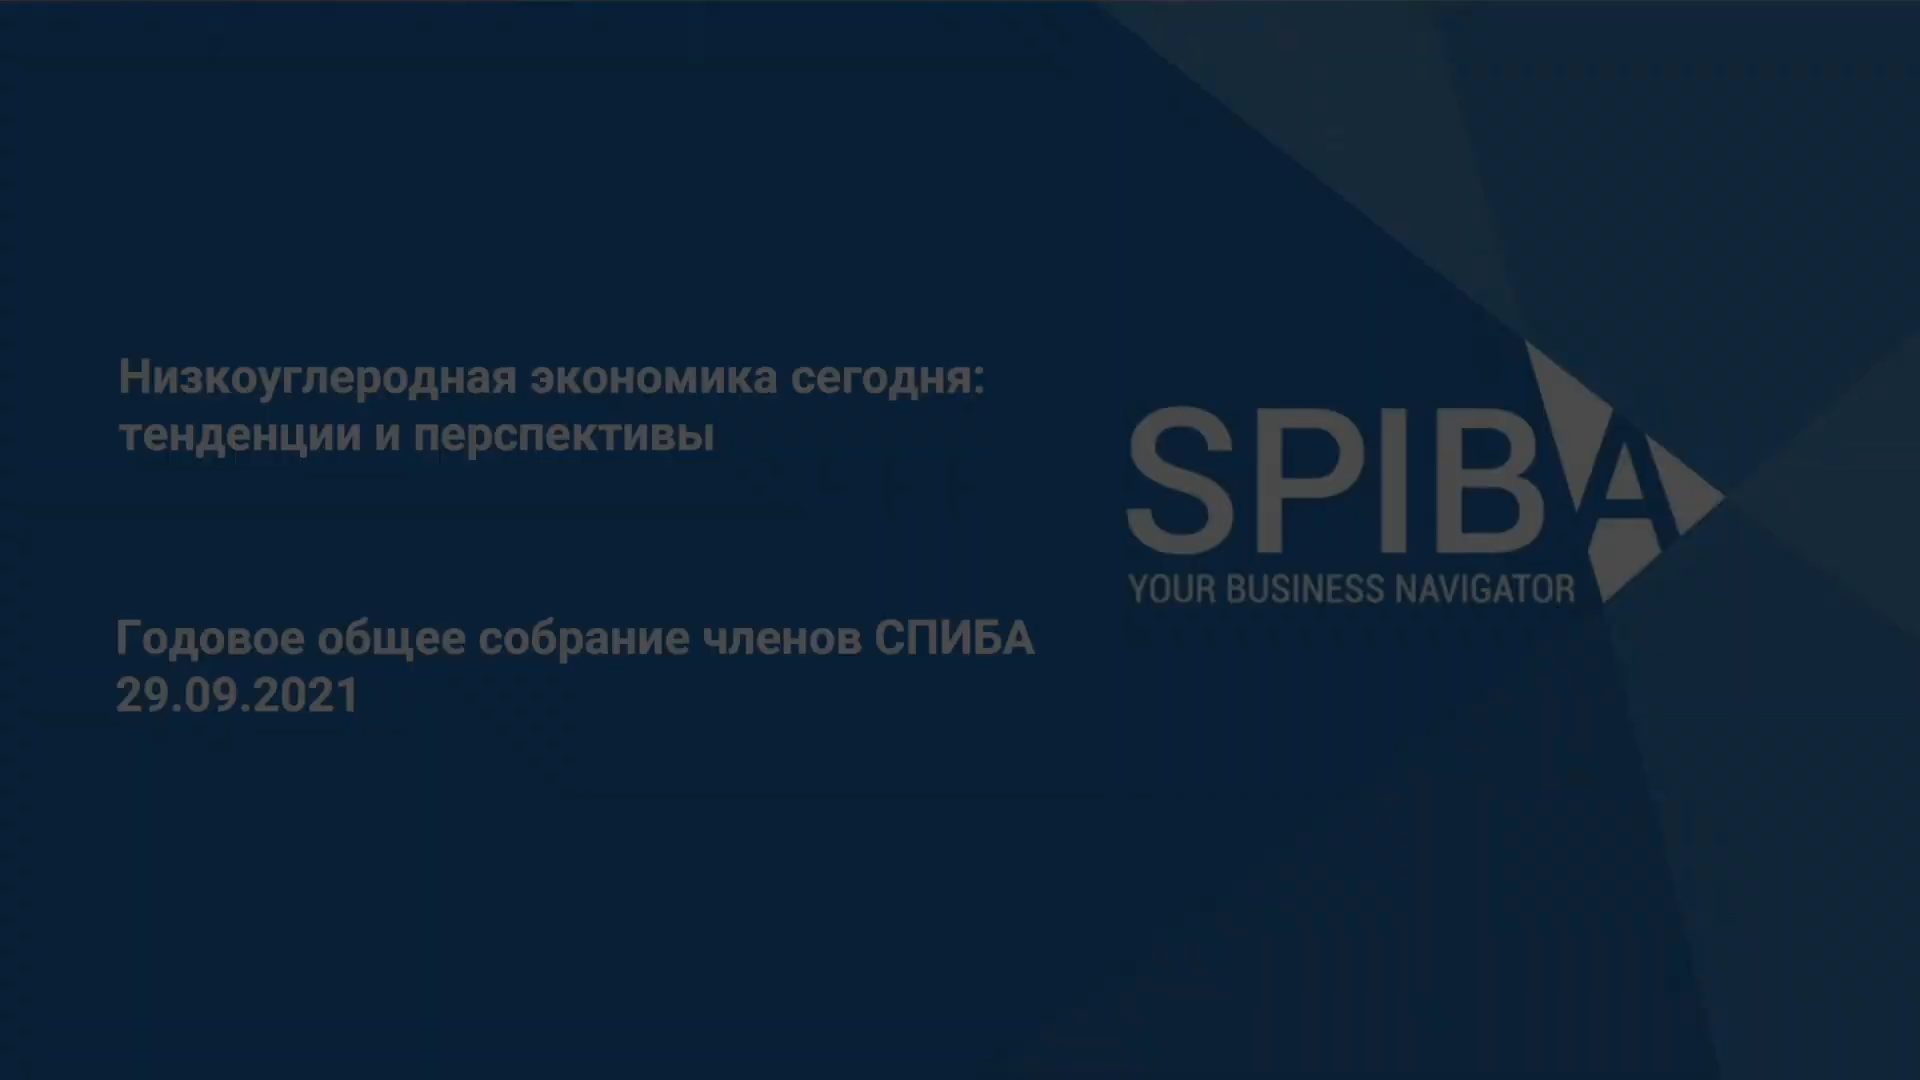 Низкоуглеродная экономика сегодня:
тенденции и перспективы
SPIBA
YOUR BUSINESS NAVIGATOR
Годовое общее собрание членов СПИБА
29.09.2021